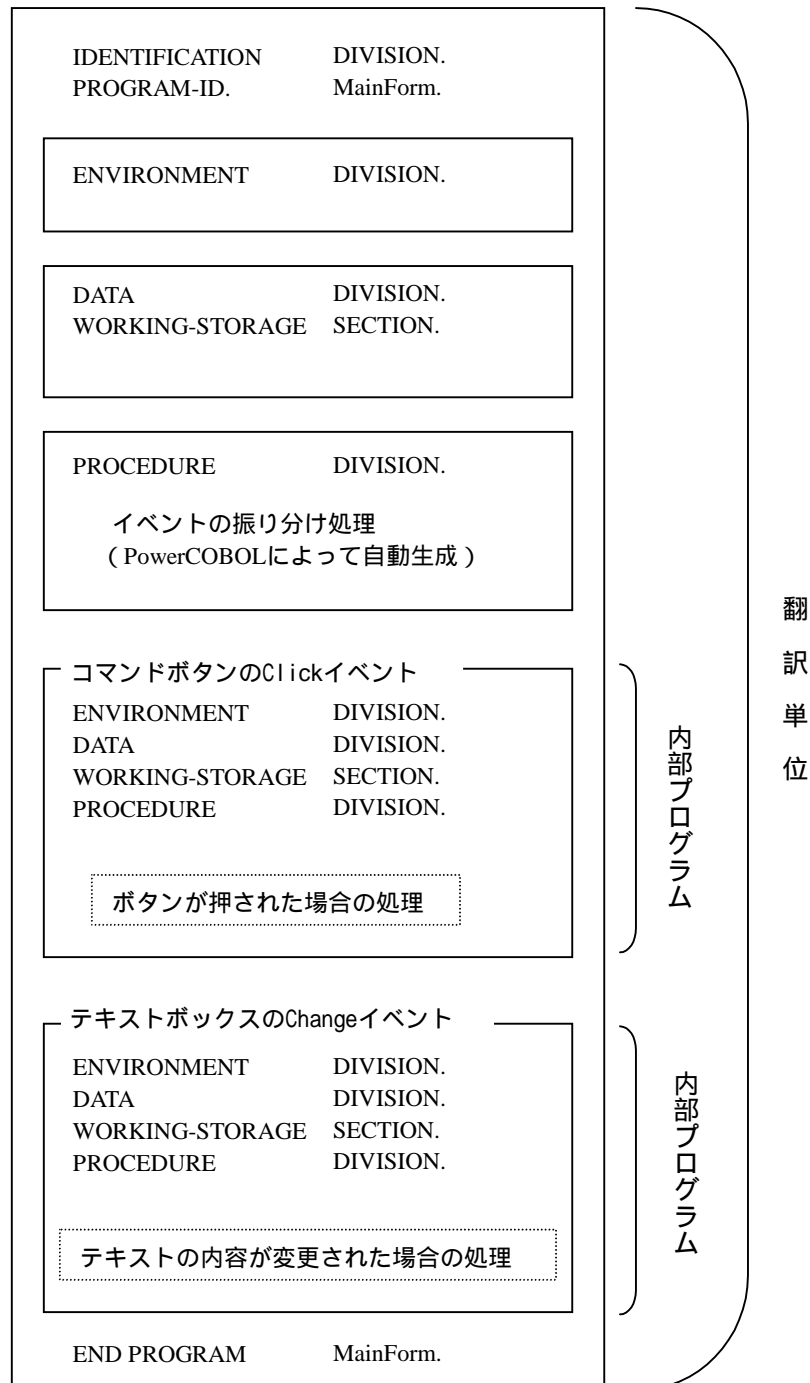 IDENTIFICATION DIVISION.
PROGRAM-ID. MainForm.
ENVIRONMENT DIVISION.
DATA DIVISION.
WORKING-STORAGE SECTION.
PROCEDURE DIVISION.
イベントの振り分け処理
（PowerCOBOLによって自動生成）
コマンドボタンのClickイベント
ENVIRONMENT DIVISION.
DATA DIVISION.
WORKING-STORAGE SECTION.
PROCEDURE DIVISION.
ボタンが押された場合の処理
内部プログラム
テキストボックスのChangeイベント
ENVIRONMENT DIVISION.
DATA DIVISION.
WORKING-STORAGE SECTION.
PROCEDURE DIVISION.
テキストの内容が変更された場合の処理
内部プログラム
END PROGRAM MainForm.
翻訳単位